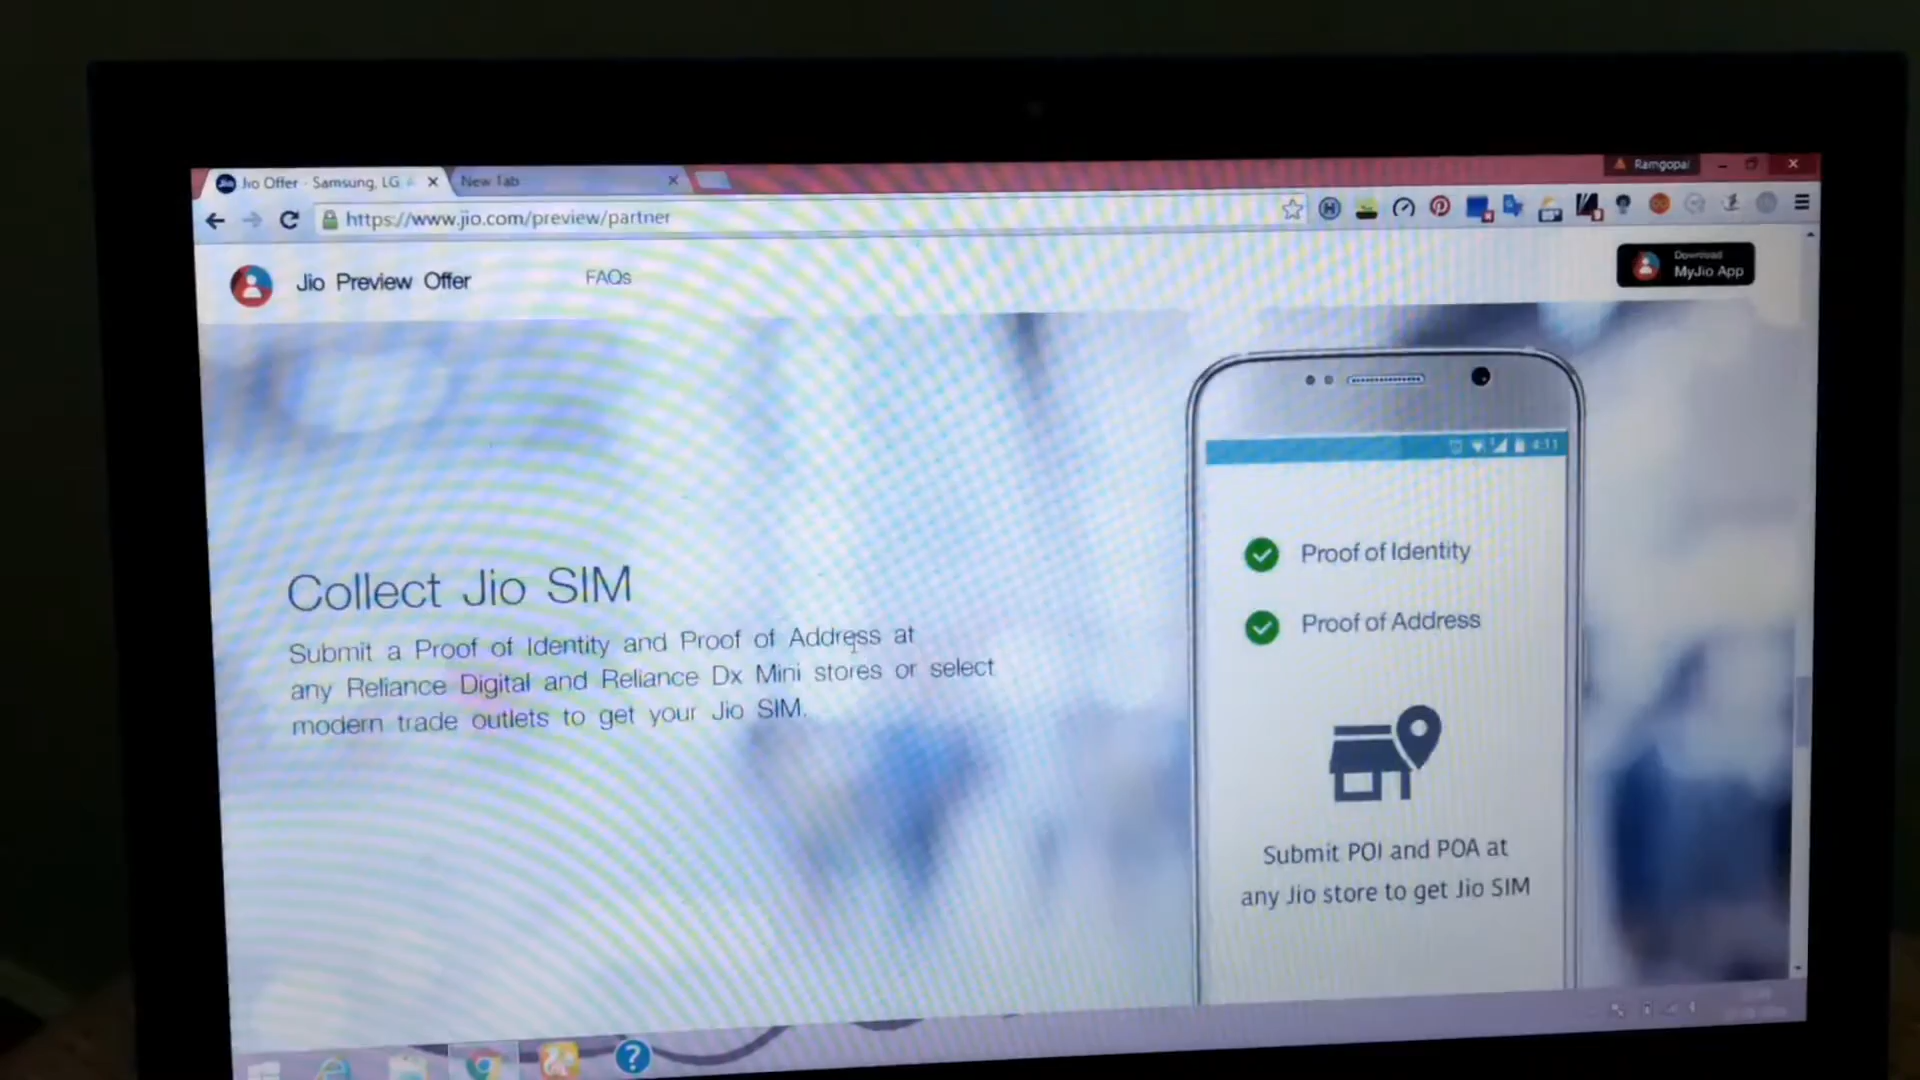 Ramgopal
Jio Offer - Samsung, LG
New Tab
https://www.jio.com/preview/partner
Jio Preview Offer
FAQs
Download
MyJio App
4:11
Proof of Identity
Proof of Address
Collect Jio SIM
Submit a Proof of Identity and Proof of Address at
any Reliance Digital and Reliance Dx Mini stores or select
modern trade outlets to get your Jio SIM.
Submit POI and POA at
any Jio store to get Jio SIM